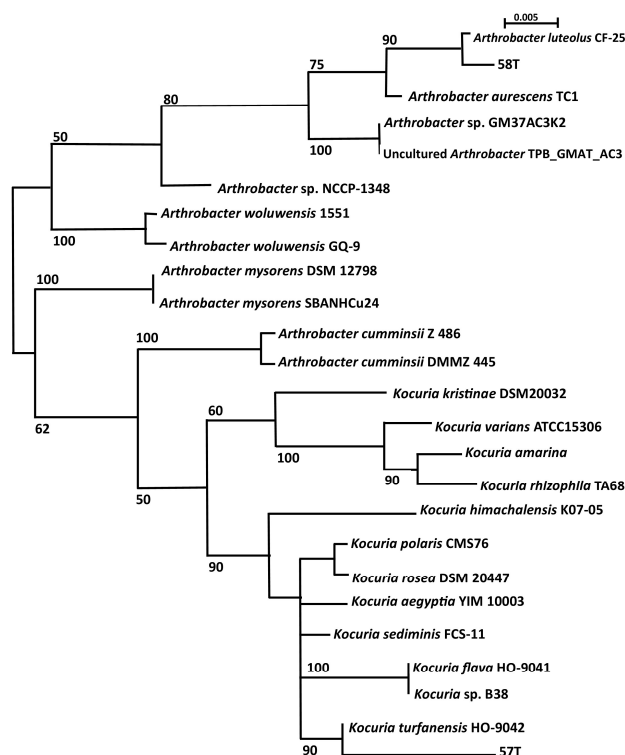 0.005
90
Arthrobacter luteolus CF-25
58T
75
Arthrobacter aurescens TC1
80
Arthrobacter sp. GM37AC3K2
100
Uncultured Arthrobacter TPB_GMAT_AC3
50
Arthrobacter sp. NCCP-1348
Arthrobacter woluwensis 1551
100
Arthrobacter woluwensis GQ-9
100
Arthrobacter mysorens DSM 12798
Arthrobacter mysorens SBANHCu24
100
Arthrobacter cumminsii Z 486
Arthrobacter cumminsii DMMZ 445
Kocuria kristinae DSM20032
60
62
Kocuria varians ATCC15306
100
Kocuria amarina
90
Kocuria rhizophila TA68
50
Kocuria himachalensis K07-05
90
Kocuria polaris CMS76
Kocuria rosea DSM 20447
Kocuria aegyptia YIM 10003
Kocuria sediminis FCS-11
100
Kocuria flava HO-9041
Kocuria sp. B38
Kocuria turfanensis HO-9042
90
57T